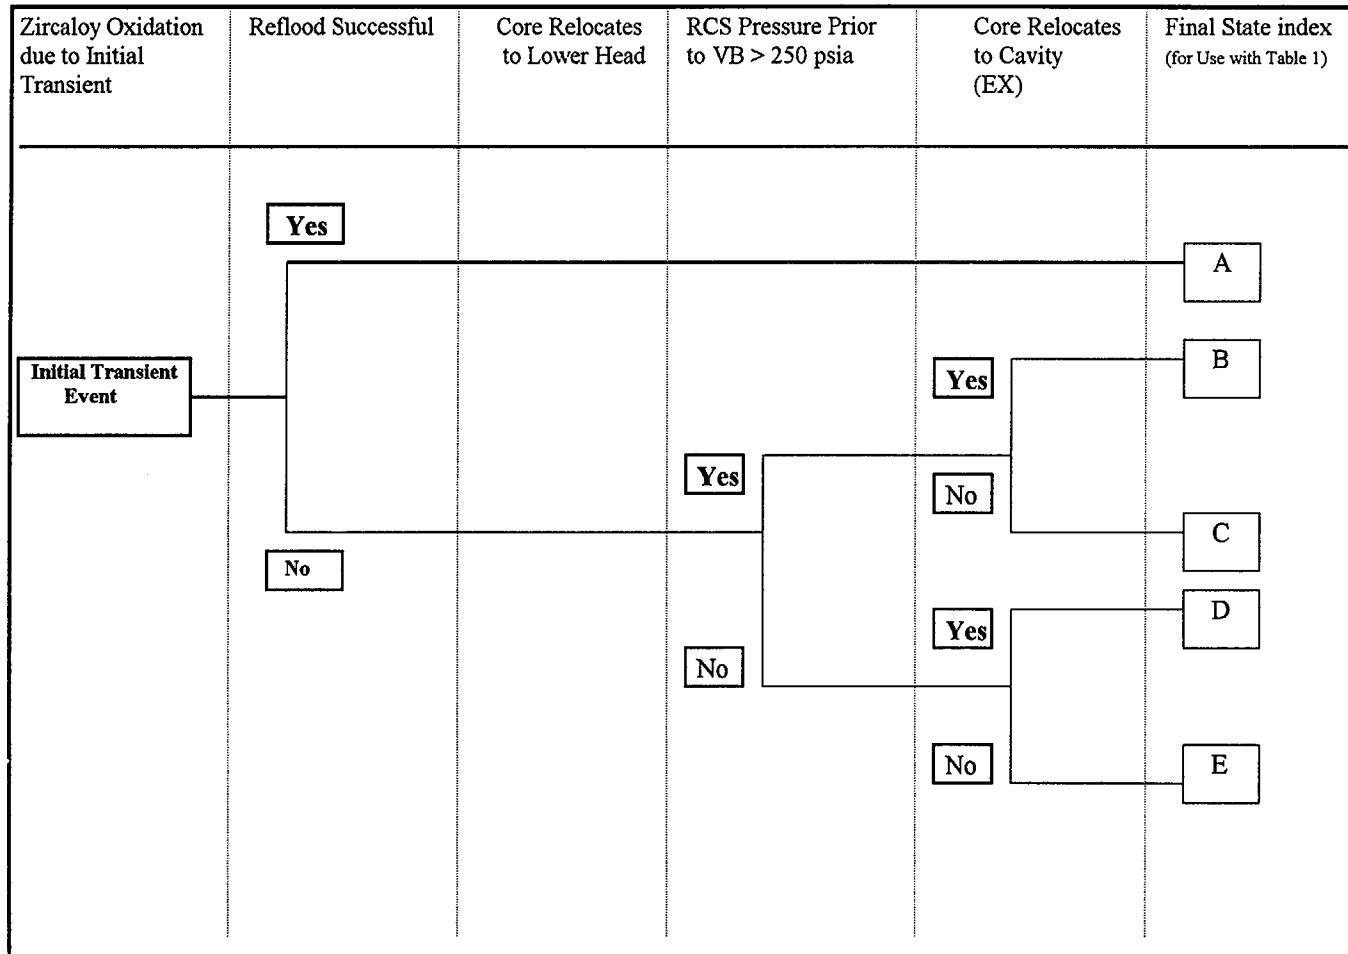 Zircaloy Oxidation
due to Initial
Transient
Reflood Successful
Core Relocates
to Lower Head
RCS Pressure Prior
to VB > 250 psia
Core Relocates
to Cavity
(EX)
Final State index
(for Use with Table 1)
Yes
A
Initial Transient
Event
Yes
B
Yes
No
C
No
Yes
D
No
No
E